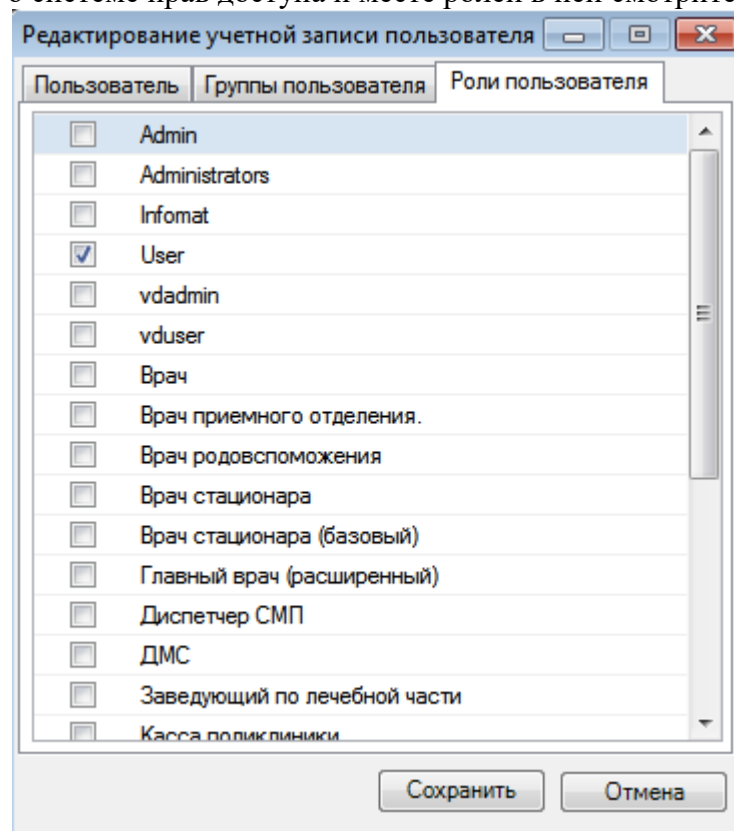 о системе прав доступа и месте ролей в ней смотрите
Редактирование учетной записи пользователя
Пользователь Группы пользователя Роли пользователя
Admin
Administrators
Infomat
User
vdadmin
vduser
Врач
Врач приемного отделения.
Врач родовспоможения
Врач стационара
Врач стационара (базовый)
Главный врач (расширенный)
Диспетчер СМП
ДМС
Заведующий по лечебной части
Касса поликлиники
Сохранить Отмена